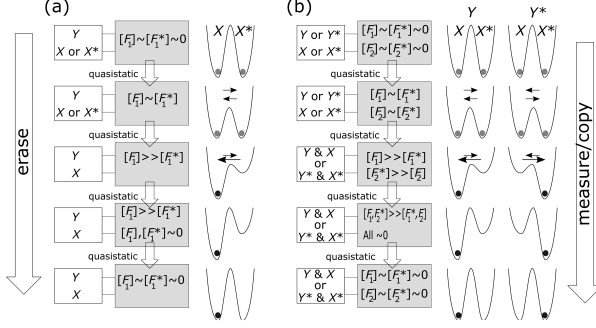 (a)
erase
Y
X or X*
[F₁]~[F₁*]~0
X X*
quasistatic
Y
X or X*
[F₁]~[F₁*]
quasistatic
Y
X
[F₁]>>[F₁*]
quasistatic
Y
X
[F₁]>>[F₁*]
[F₁],[F₁*]~0
quasistatic
Y
X
[F₁]~[F₁*]~0
(b)
Y Y*
X X* X X*
Y or Y*
X or X*
[F₁]~[F₁*]~0
[F₂]~[F₂*]~0
quasistatic
Y or Y*
X or X*
[F₁]~[F₁*]
[F₂]~[F₂*]
quasistatic
Y & X
or
Y* & X*
[F₁]>>[F₁*]
[F₂*]>>[F₂]
quasistatic
Y & X
or
Y* & X*
[F₁,F₂*]>>[F₁*,F₂]
All ~0
quasistatic
Y & X
or
Y* & X*
[F₁]~[F₁*]~0
[F₂]~[F₂*]~0
measure/copy